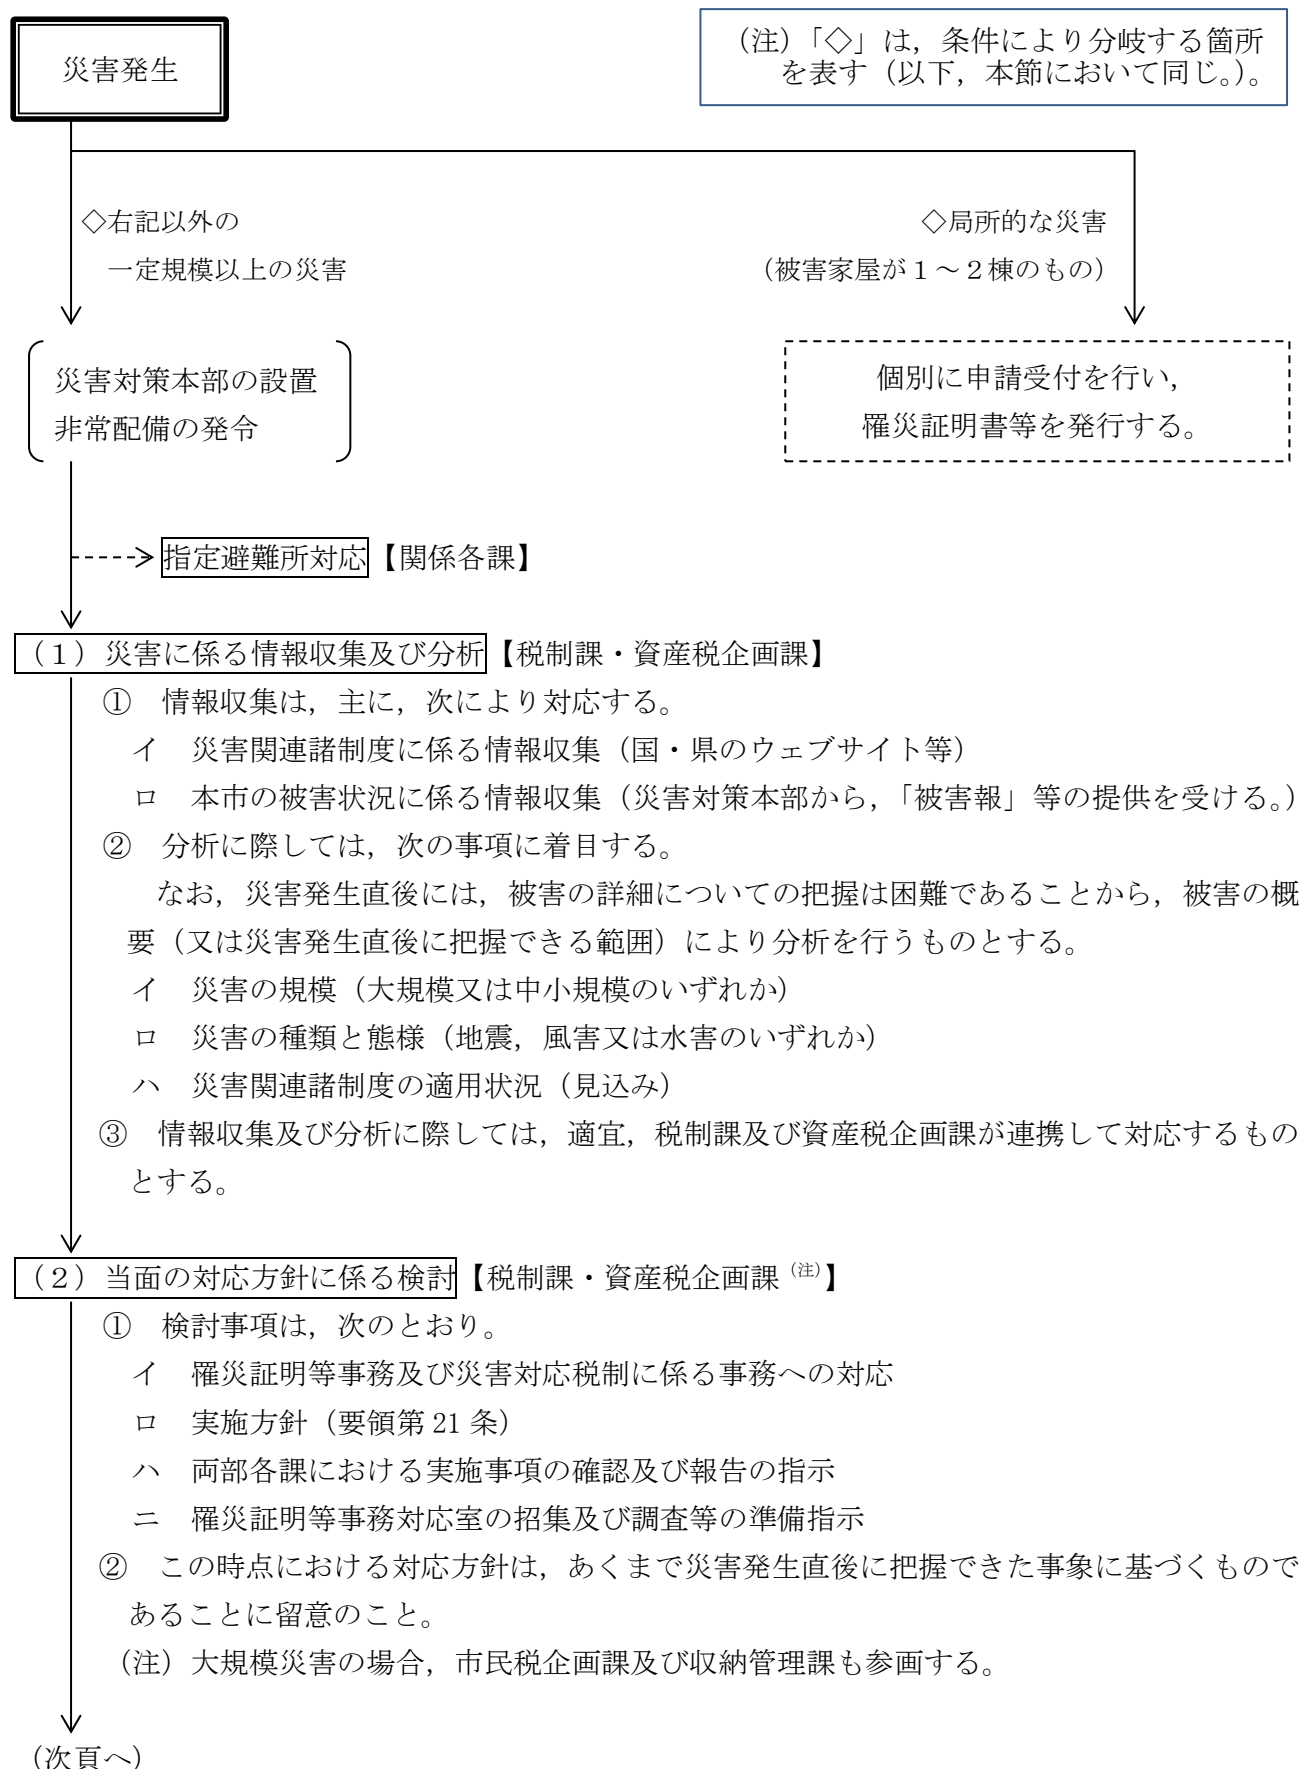 災害発生
（注）「◇」は，条件により分岐する箇所
を表す（以下，本節において同じ。）。
◇右記以外の
一定規模以上の災害
◇局所的な災害
（被害家屋が１～２棟のもの）
災害対策本部の設置
非常配備の発令
個別に申請受付を行い，
罹災証明書等を発行する。
指定避難所対応【関係各課】
（１）災害に係る情報収集及び分析【税制課・資産税企画課】
①　情報収集は，主に，次により対応する。
イ　災害関連諸制度に係る情報収集（国・県のウェブサイト等）
ロ　本市の被害状況に係る情報収集（災害対策本部から，「被害報」等の提供を受ける。）
②　分析に際しては，次の事項に着目する。
なお，災害発生直後には，被害の詳細についての把握は困難であることから，被害の概
要（又は災害発生直後に把握できる範囲）により分析を行うものとする。
イ　災害の規模（大規模又は中小規模のいずれか）
ロ　災害の種類と態様（地震，風害又は水害のいずれか）
ハ　災害関連諸制度の適用状況（見込み）
③　情報収集及び分析に際しては，適宜，税制課及び資産税企画課が連携して対応するもの
とする。
（２）当面の対応方針に係る検討【税制課・資産税企画課（注）】
①　検討事項は，次のとおり。
イ　罹災証明等事務及び災害対応税制に係る事務への対応
ロ　実施方針（要領第 21 条）
ハ　両部各課における実施事項の確認及び報告の指示
ニ　罹災証明等事務対応室の招集及び調査等の準備指示
②　この時点における対応方針は，あくまで災害発生直後に把握できた事象に基づくもので
あることに留意のこと。
（注）大規模災害の場合，市民税企画課及び収納管理課も参画する。
（次頁へ）